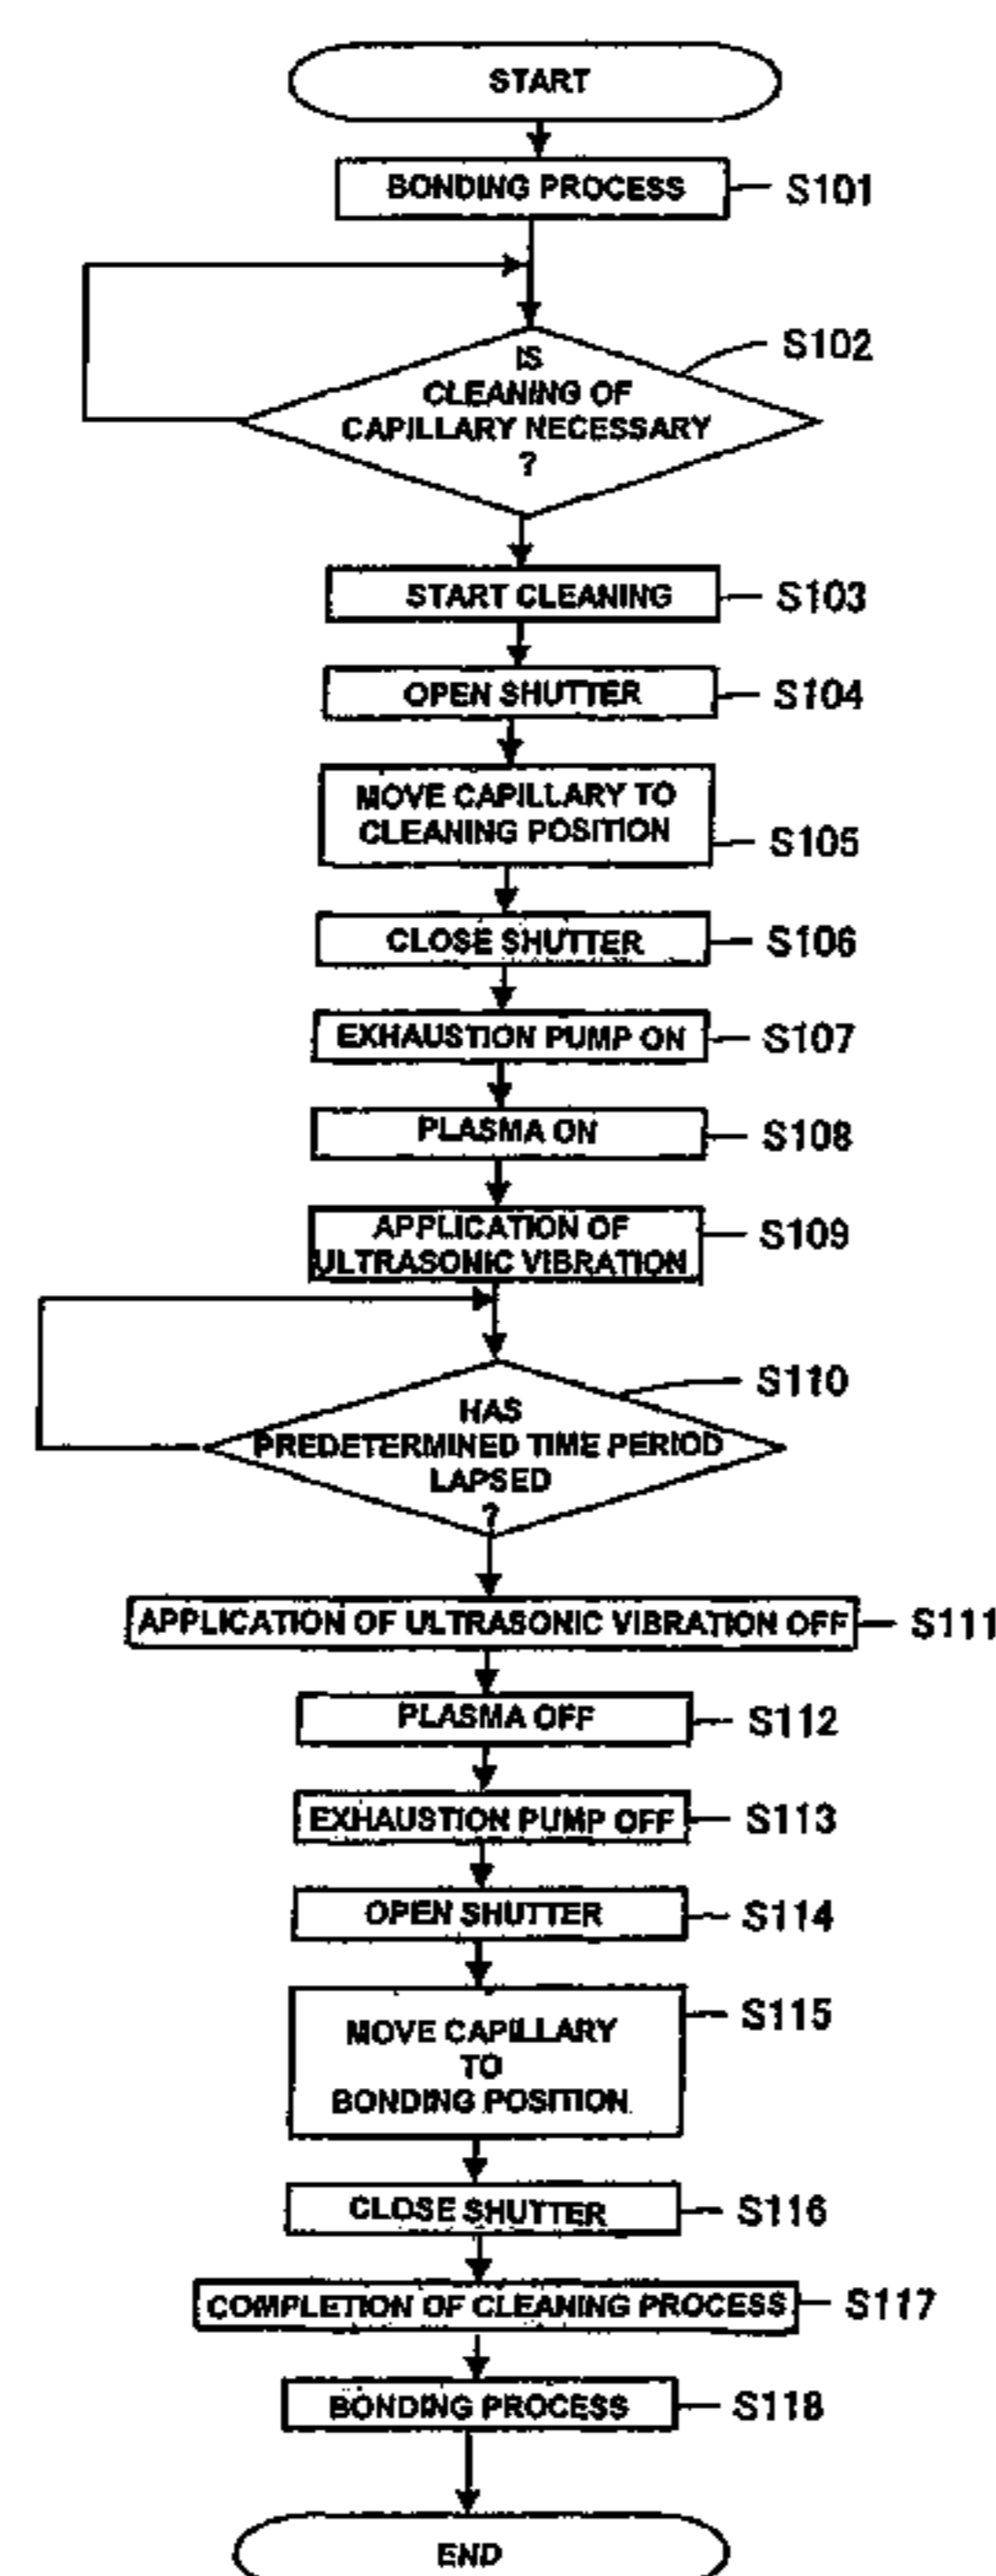 START
BONDING PROCESS
S101
S102
IS
CLEANING OF
CAPILLARY NECESSARY
?
START CLEANING
S103
OPEN SHUTTER
S104
MOVE CAPILLARY TO
CLEANING POSITION
S105
CLOSE SHUTTER
S106
EXHAUSTION PUMP ON
S107
PLASMA ON
S108
APPLICATION OF
ULTRASONIC VIBRATION
S109
S110
HAS
PREDETERMINED TIME PERIOD
LAPSED
?
APPLICATION OF ULTRASONIC VIBRATION OFF
S111
PLASMA OFF
S112
EXHAUSTION PUMP OFF
S113
OPEN SHUTTER
S114
MOVE CAPILLARY
TO
BONDING POSITION
S115
CLOSE SHUTTER
S116
COMPLETION OF CLEANING PROCESS
S117
BONDING PROCESS
S118
END